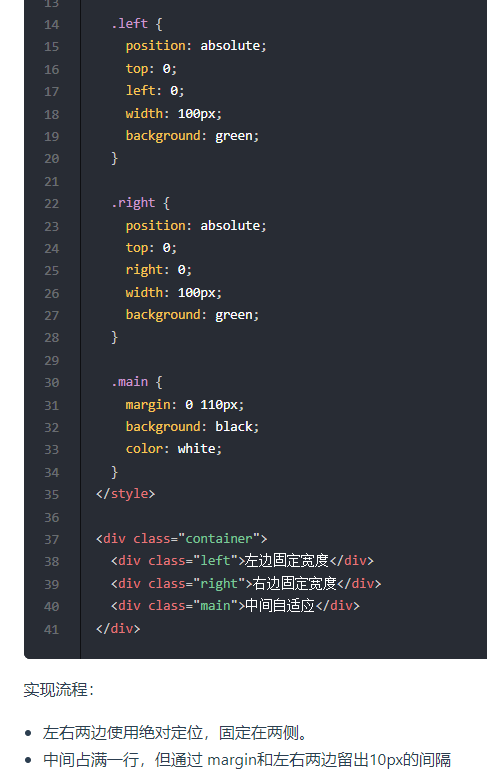 13
14 .left {
15 position: absolute;
16 top: 0;
17 left: 0;
18 width: 100px;
19 background: green;
20 }
21
22 .right {
23 position: absolute;
24 top: 0;
25 right: 0;
26 width: 100px;
27 background: green;
28 }
29
30 .main {
31 margin: 0 110px;
32 background: black;
33 color: white;
34 }
35 </style>
36
37 <div class="container">
38 <div class="left">左边固定宽度</div>
39 <div class="right">右边固定宽度</div>
40 <div class="main">中间自适应</div>
41 </div>
实现流程：
• 左右两边使用绝对定位，固定在两侧。
• 中间占满一行，但通过 margin和左右两边留出10px的间隔